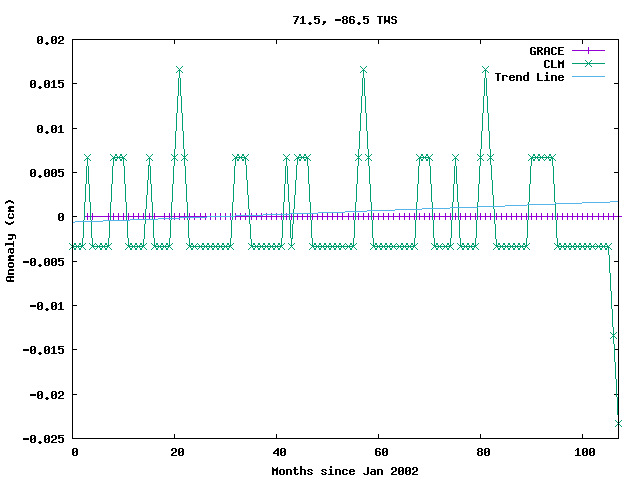 71.5, -86.5 TWS
GRACE
CLM
Trend Line
0.02
0.015
0.01
0.005
0
-0.005
-0.01
-0.015
-0.02
-0.025
Anomaly (cm)
0 20 40 60 80 100
Months since Jan 2002